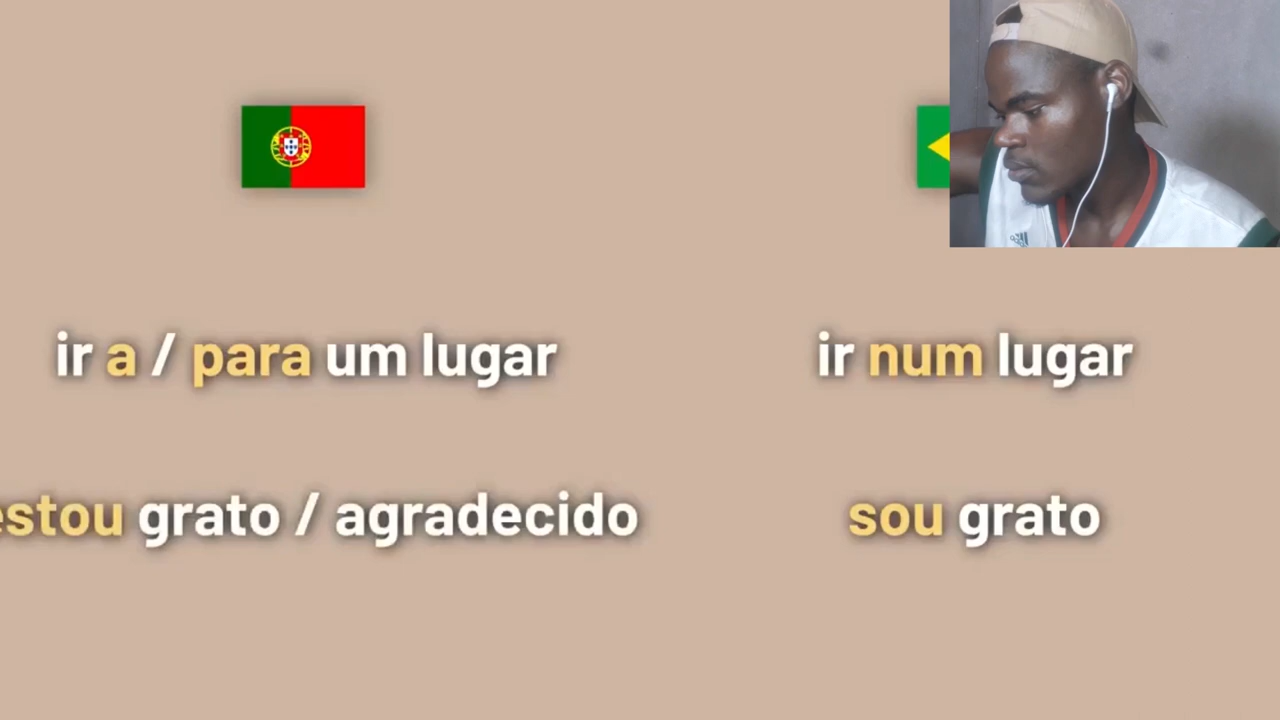 ir a / para um lugar
ir num lugar
estou grato / agradecido
sou grato